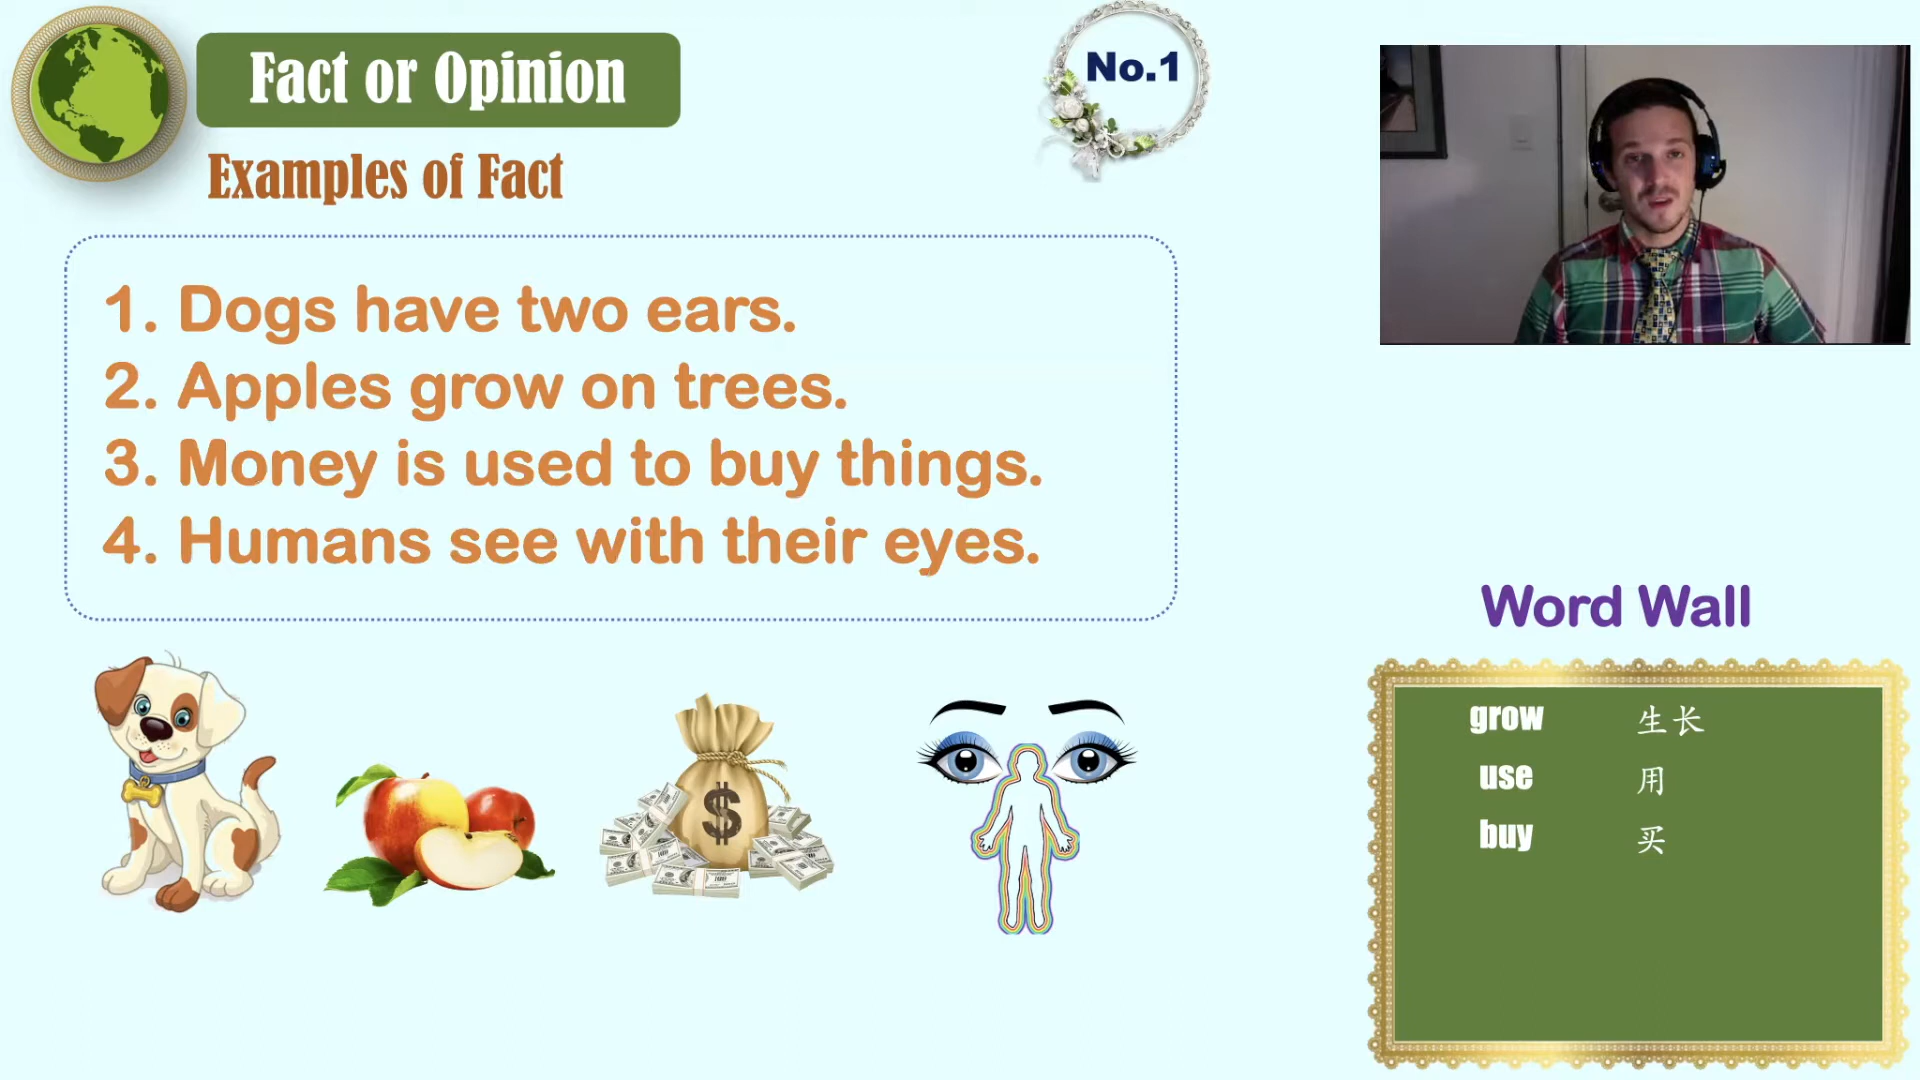 Fact or Opinion
No.1
Examples of Fact
1. Dogs have two ears.
2. Apples grow on trees.
3. Money is used to buy things.
4. Humans see with their eyes.
$
Word Wall
grow 生长
use 用
buy 买